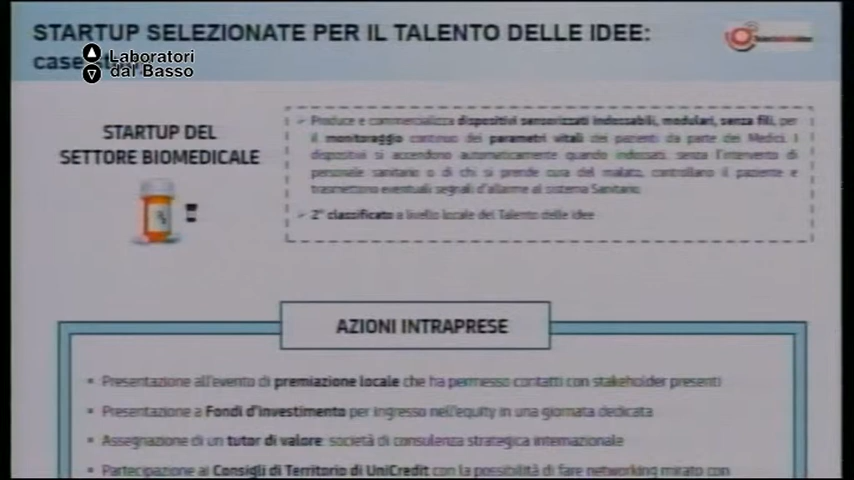 STARTUP SELEZIONATE PER IL TALENTO DELLE IDEE:
case
Laboratori
dal Basso
STARTUP DEL
SETTORE BIOMEDICALE
Produce e commercializza dispositivi sensorizzati indossabili, modulari, senza fili, per
il monitoraggio continuo dei parametri vitali dei pazienti da parte dei Medici. I
dispositivi si accendono automaticamente quando indossati, senza l'intervento di
personale sanitario o di chi si prende cura del malato, controllano il paziente e
trasmettono eventuali segnali d'allarme al sistema Sanitario
2° classificato a livello locale del Talento delle idee
AZIONI INTRAPRESE
Presentazione all'evento di premiazione locale che ha permesso contatti con stakeholder presenti
Presentazione a Fondi d'investimento per ingresso nell'equity in una giornata dedicata
Assegnazione di un tutor di valore: società di consulenza strategica internazionale
Partecipazione ai Consigli di Territorio di UniCredit con la possibilità di fare networking mirato con